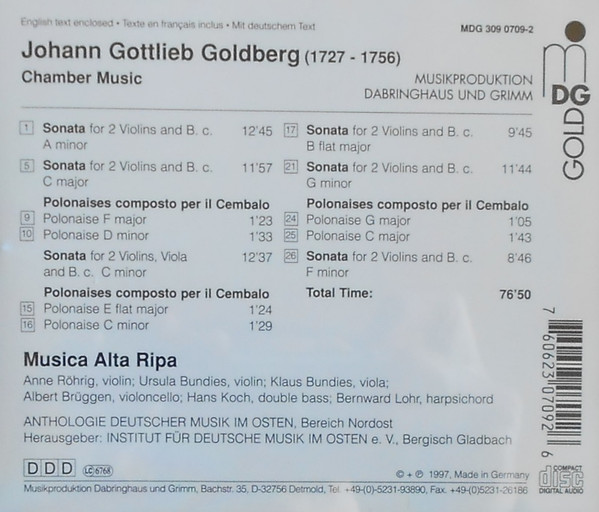 English text enclosed • Texte en français inclus • Mit deutschem Text
MDG 309 0709-2
Johann Gottlieb Goldberg (1727 - 1756)
Chamber Music
MUSIKPRODUKTION
DABRINGHAUS UND GRIMM
mDG
GOLD
1 Sonata for 2 Violins and B. c. 12'45
A minor
5 Sonata for 2 Violins and B. c. 11'57
C major
Polonaises composto per il Cembalo
9 Polonaise F major 1'23
10 Polonaise D minor 1'33
Sonata for 2 Violins, Viola 12'37
and B. c. C minor
Polonaises composto per il Cembalo
15 Polonaise E flat major 1'24
16 Polonaise C minor 1'29
17 Sonata for 2 Violins and B. c. 9'45
B flat major
21 Sonata for 2 Violins and B. c. 11'44
G minor
Polonaises composto per il Cembalo
24 Polonaise G major 1'05
25 Polonaise C major 1'43
26 Sonata for 2 Violins and B. c. 8'46
F minor
Total Time: 76'50
Musica Alta Ripa
Anne Röhrig, violin; Ursula Bundies, violin; Klaus Bundies, viola;
Albert Brüggen, violoncello; Hans Koch, double bass; Bernward Lohr, harpsichord
ANTHOLOGIE DEUTSCHER MUSIK IM OSTEN, Bereich Nordost
Herausgeber: INSTITUT FÜR DEUTSCHE MUSIK IM OSTEN e. V., Bergisch Gladbach
DDD LC 6768
© + ℗ 1997, Made in Germany
Musikproduktion Dabringhaus und Grimm, Bachstr. 35, D-32756 Detmold, Tel. +49-(0)-5231-93890, Fax. +49-(0)5231-26186
7 60623 07092 6
COMPACT
disc
DIGITAL AUDIO